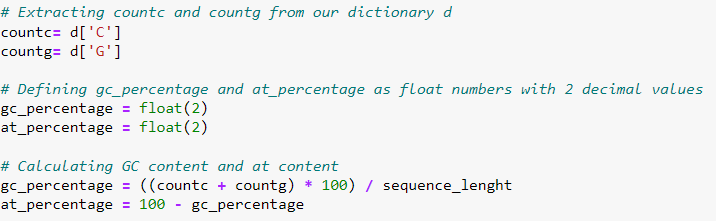 # Extracting countc and countg from our dictionary d
countc= d['C']
countg= d['G']
# Defining gc_percentage and at_percentage as float numbers with 2 decimal values
gc_percentage = float(2)
at_percentage = float(2)
# Calculating GC content and at content
gc_percentage = ((countc + countg) * 100) / sequence_lenght
at_percentage = 100 - gc_percentage